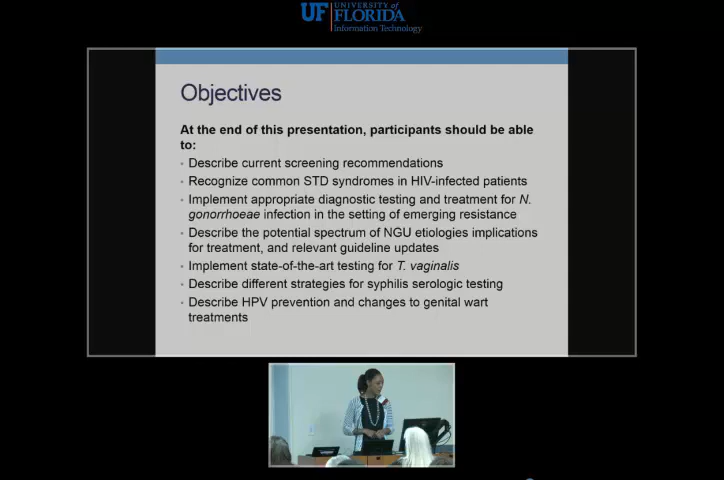 UF UNIVERSITY of
FLORIDA
Information Technology
Objectives
At the end of this presentation, participants should be able
to:
• Describe current screening recommendations
• Recognize common STD syndromes in HIV-infected patients
• Implement appropriate diagnostic testing and treatment for N.
gonorrhoeae infection in the setting of emerging resistance
• Describe the potential spectrum of NGU etiologies implications
for treatment, and relevant guideline updates
• Implement state-of-the-art testing for T. vaginalis
• Describe different strategies for syphilis serologic testing
• Describe HPV prevention and changes to genital wart
treatments